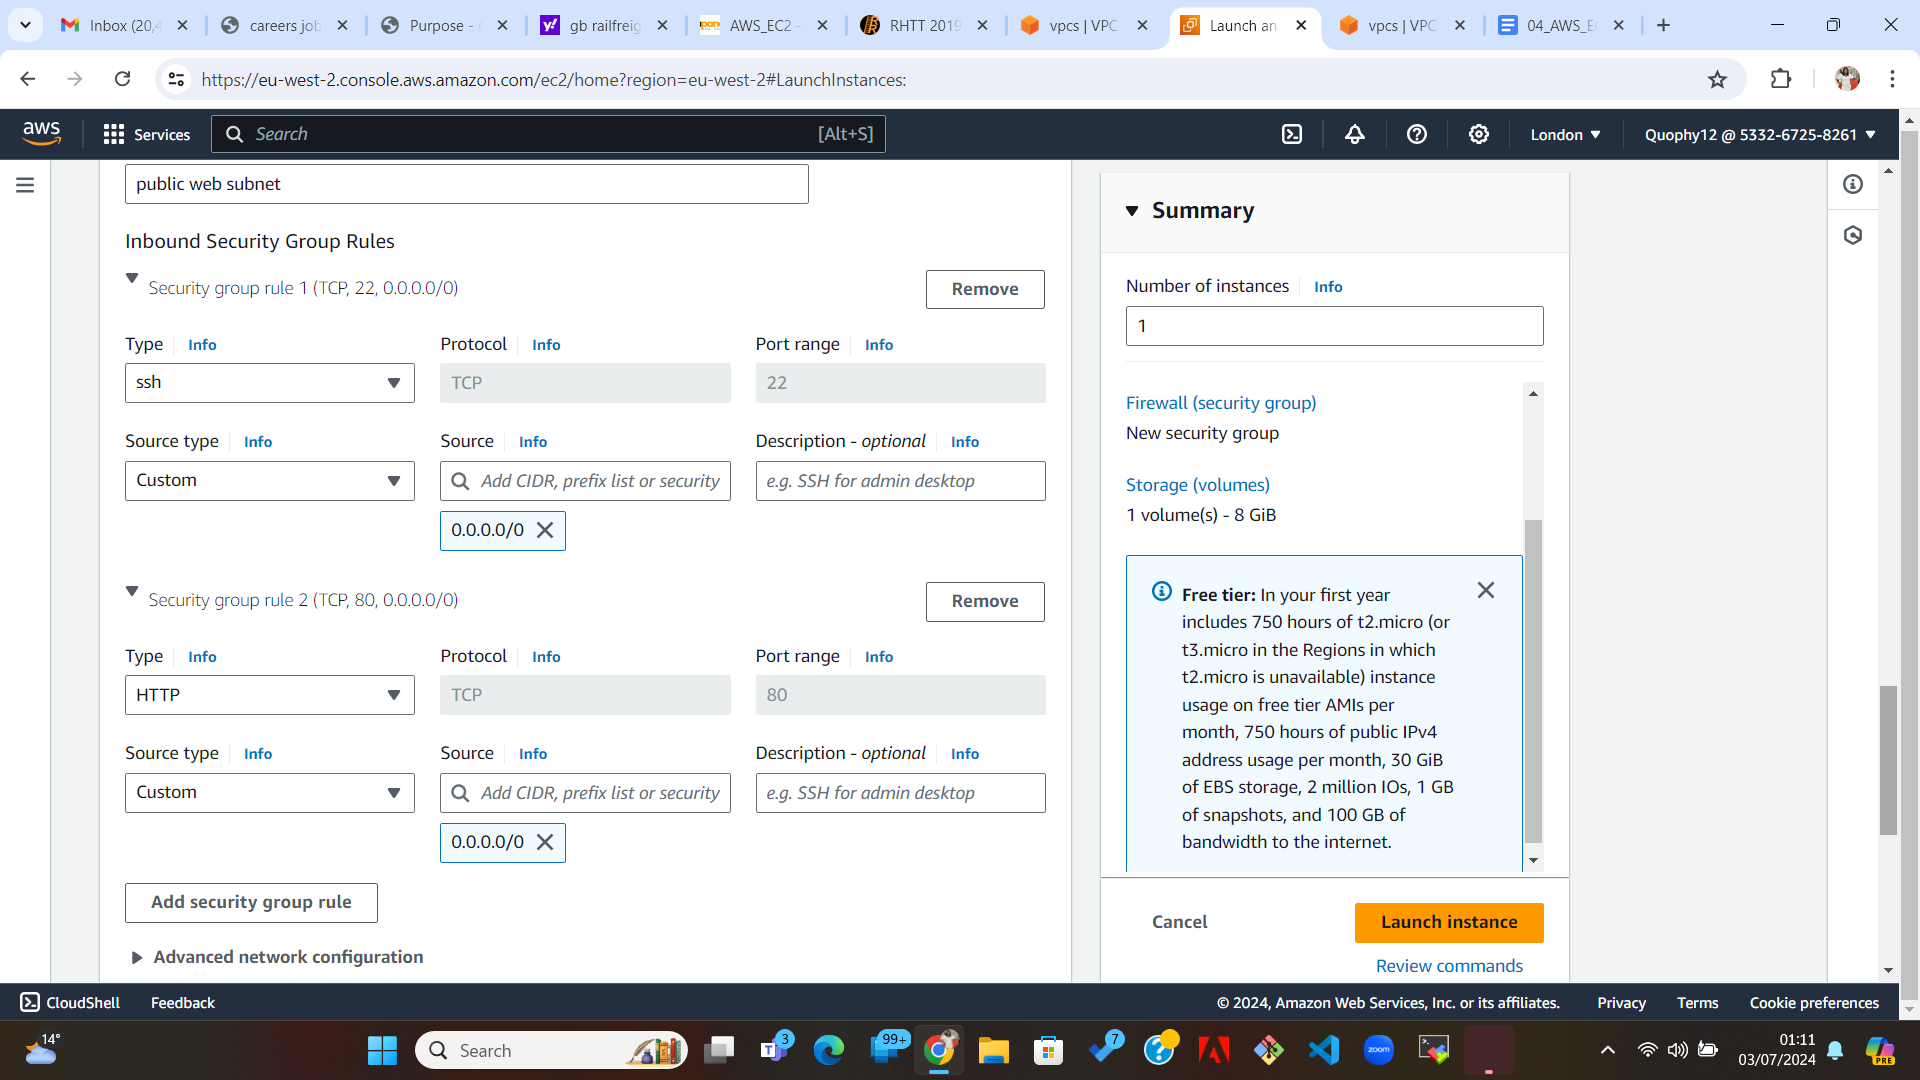 Inbox (20,4
careers job
Purpose -
gb railfreig
AWS_EC2 -
RHTT 2019
vpcs | VPC
Launch an
vpcs | VPC
04_AWS_E
https://eu-west-2.console.aws.amazon.com/ec2/home?region=eu-west-2#LaunchInstances:
aws
Services
Search
[Alt+S]
London
Quophy12 @ 5332-6725-8261
public web subnet
Inbound Security Group Rules
Security group rule 1 (TCP, 22, 0.0.0.0/0)
Remove
Type Info
Protocol Info
Port range Info
ssh
TCP
22
Source type Info
Source Info
Description - optional Info
Custom
Add CIDR, prefix list or security
e.g. SSH for admin desktop
0.0.0.0/0
Security group rule 2 (TCP, 80, 0.0.0.0/0)
Remove
Type Info
Protocol Info
Port range Info
HTTP
TCP
80
Source type Info
Source Info
Description - optional Info
Custom
Add CIDR, prefix list or security
e.g. SSH for admin desktop
0.0.0.0/0
Add security group rule
Advanced network configuration
Summary
Number of instances Info
1
Firewall (security group)
New security group
Storage (volumes)
1 volume(s) - 8 GiB
Free tier: In your first year
includes 750 hours of t2.micro (or
t3.micro in the Regions in which
t2.micro is unavailable) instance
usage on free tier AMIs per
month, 750 hours of public IPv4
address usage per month, 30 GiB
of EBS storage, 2 million IOs, 1 GB
of snapshots, and 100 GB of
bandwidth to the internet.
Cancel
Launch instance
Review commands
CloudShell
Feedback
© 2024, Amazon Web Services, Inc. or its affiliates.
Privacy
Terms
Cookie preferences
14°
Search
3
99+
7
zoom
PRE
01:11
03/07/2024